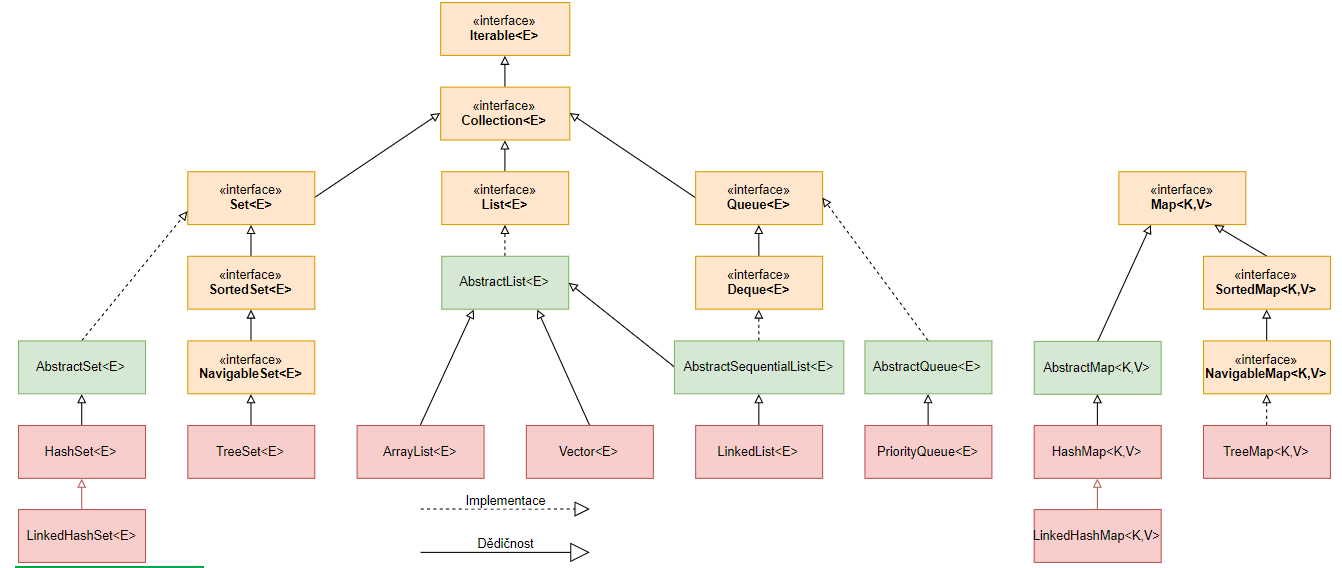 «interface»
Iterable<E>
«interface»
Collection<E>
«interface»
Set<E>
«interface»
List<E>
«interface»
Queue<E>
«interface»
Map<K,V>
«interface»
SortedSet<E>
AbstractList<E>
«interface»
Deque<E>
«interface»
SortedMap<K,V>
AbstractSet<E>
«interface»
NavigableSet<E>
AbstractSequentialList<E>
AbstractQueue<E>
AbstractMap<K,V>
«interface»
NavigableMap<K,V>
HashSet<E>
TreeSet<E>
ArrayList<E>
Vector<E>
LinkedList<E>
PriorityQueue<E>
HashMap<K,V>
TreeMap<K,V>
LinkedHashSet<E>
Implementace
Dědičnost
LinkedHashMap<K,V>